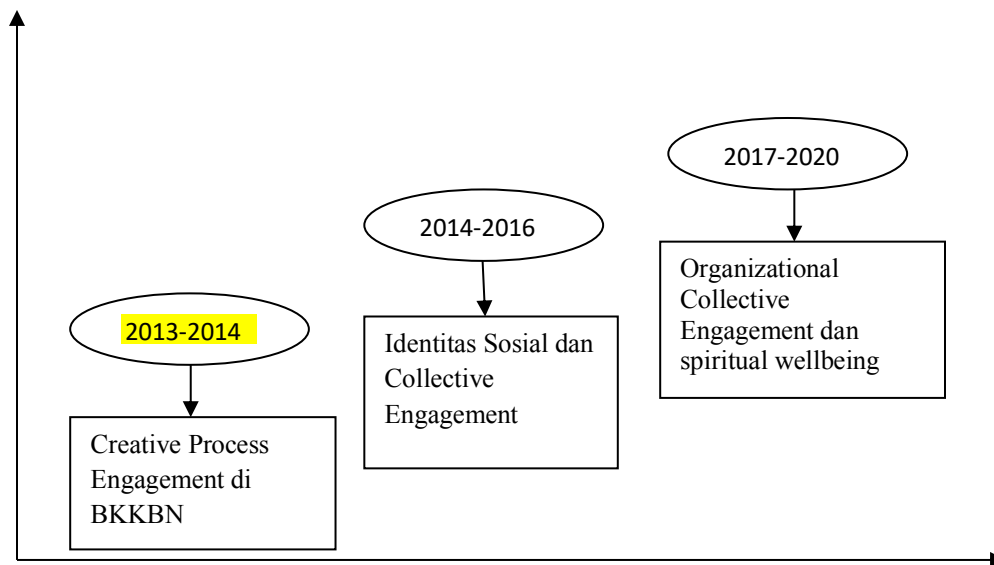 2013-2014
Creative Process
Engagement di
BKKBN
2014-2016
Identitas Sosial dan
Collective
Engagement
2017-2020
Organizational
Collective
Engagement dan
spiritual wellbeing